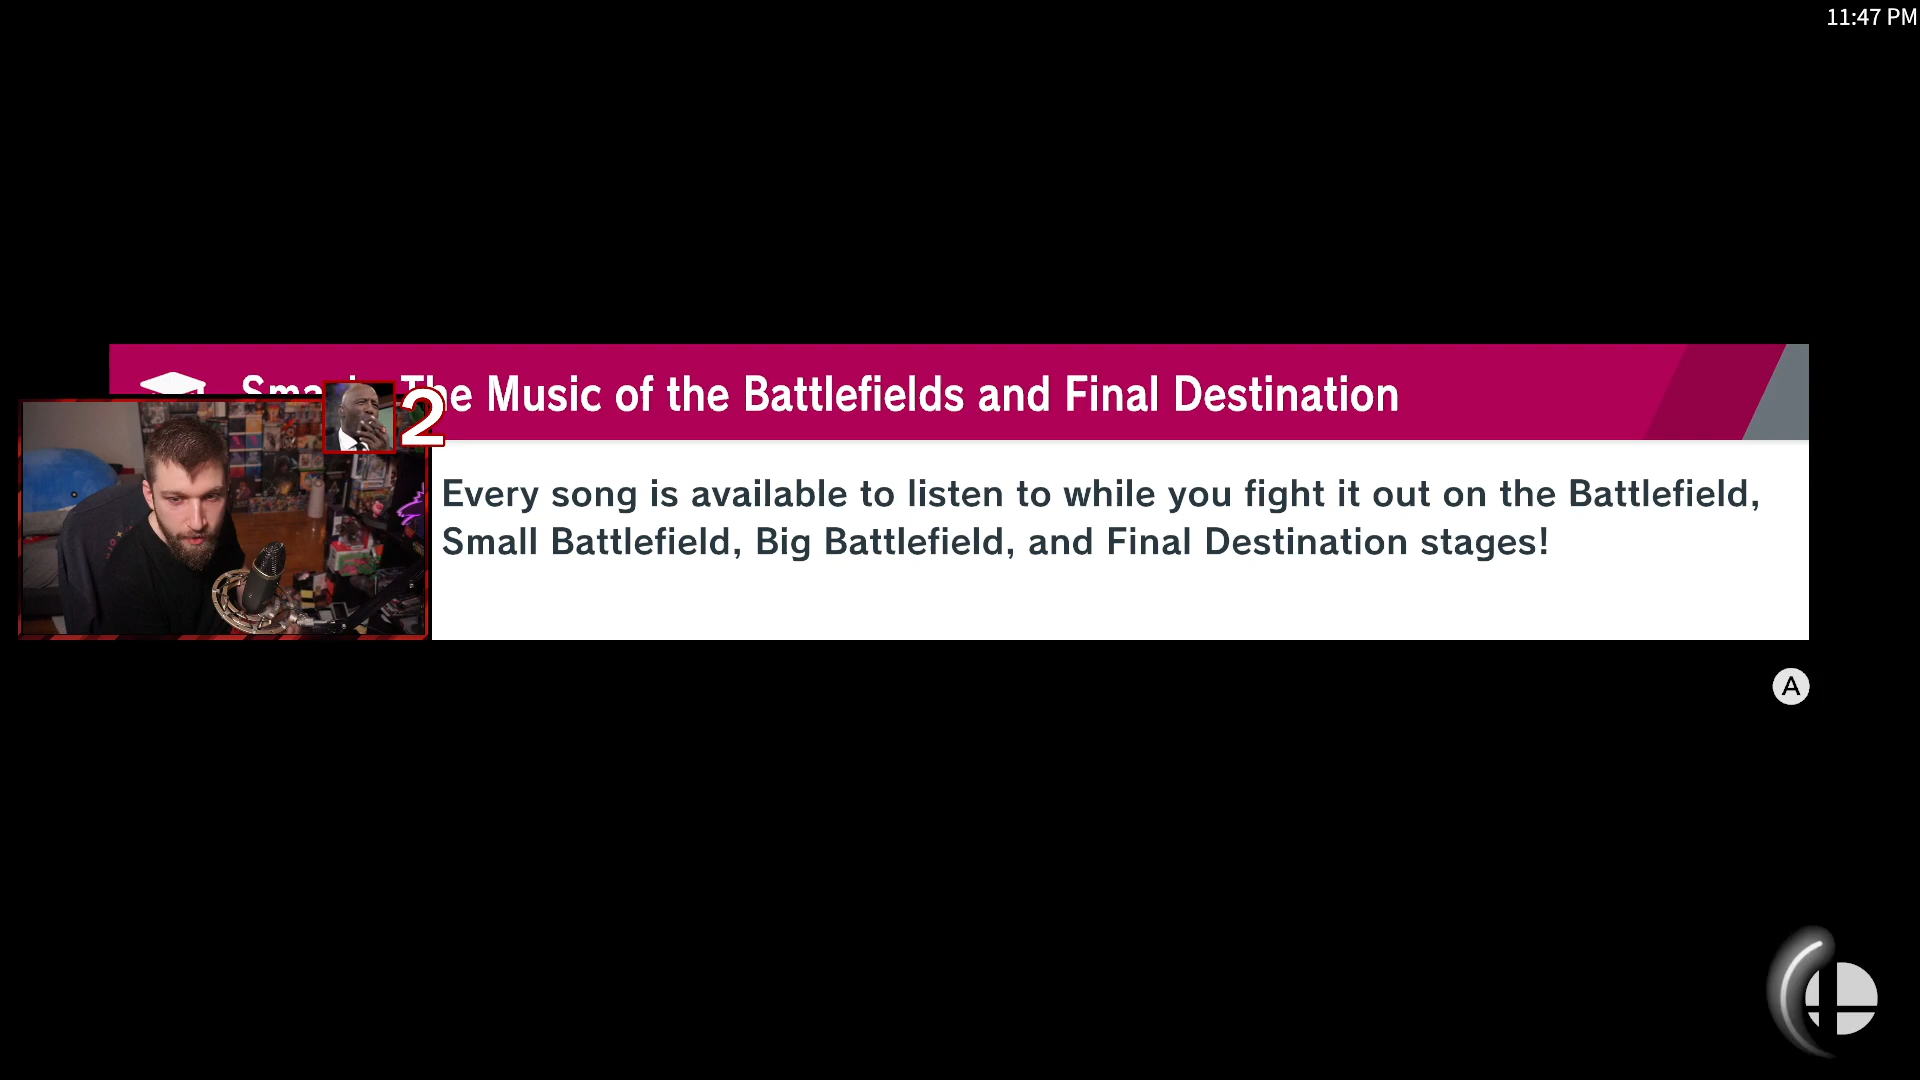 11:47 PM
The Music of the Battlefields and Final Destination
2
Every song is available to listen to while you fight it out on the Battlefield,
Small Battlefield, Big Battlefield, and Final Destination stages!
A